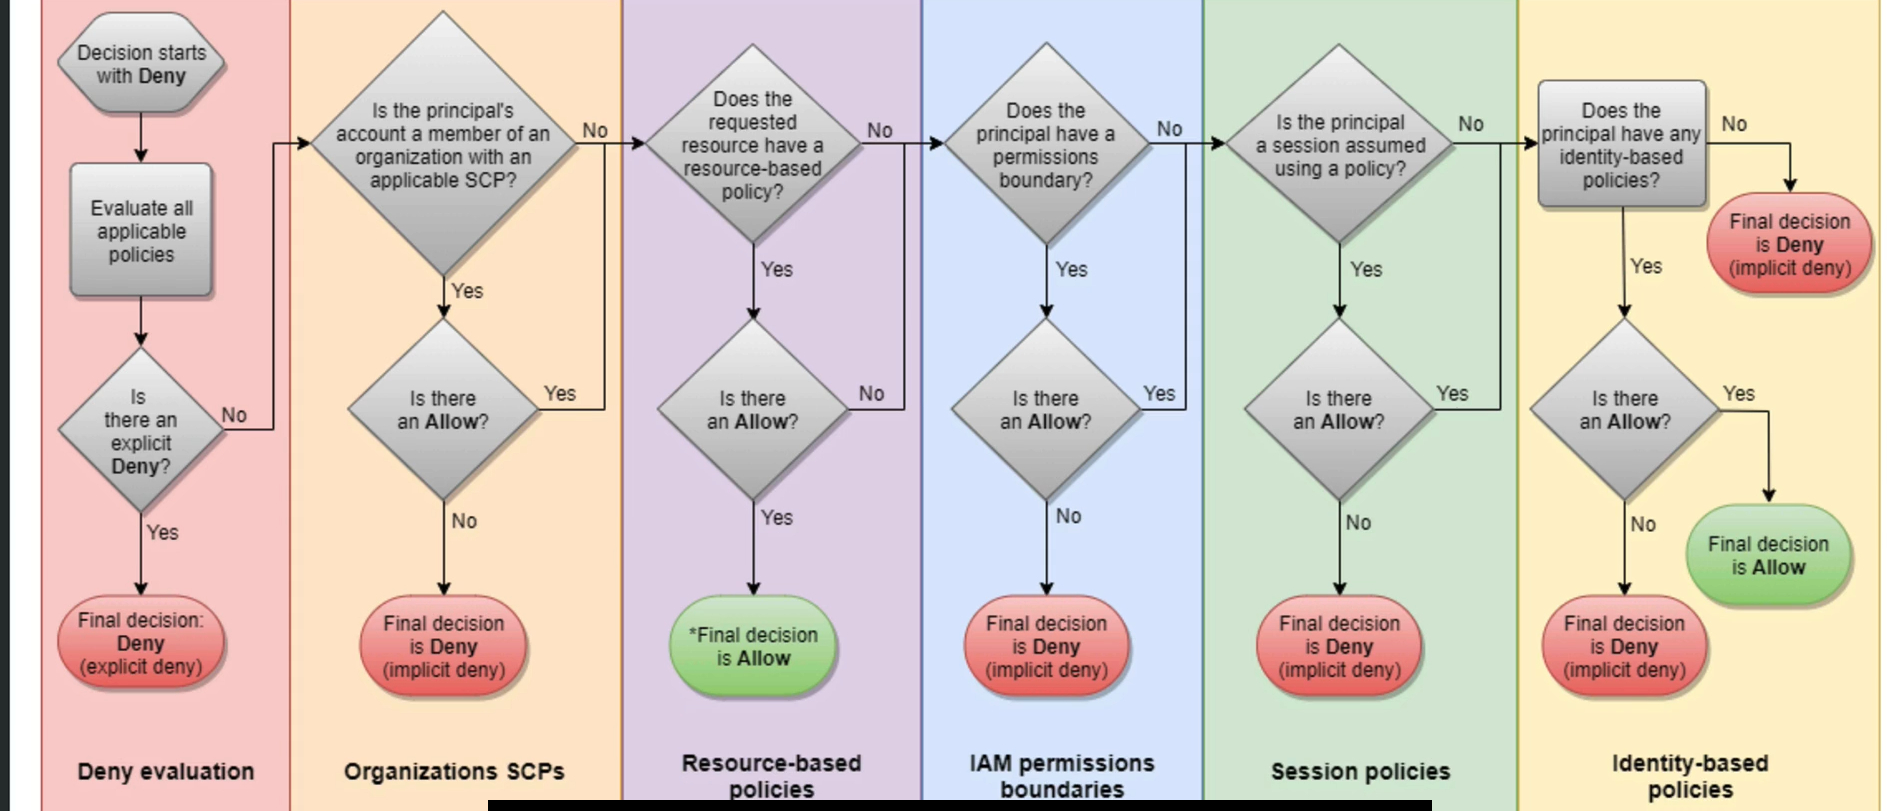 Decision starts
with Deny
Evaluate all
applicable
policies
Is
there an
explicit
Deny?
No
Yes
Final decision:
Deny
(explicit deny)
Deny evaluation
Is the principal's
account a member of an
organization with an
applicable SCP?
No
Yes
Is there
an Allow?
Yes
No
Final decision
is Deny
(implicit deny)
Organizations SCPs
Does the
requested
resource have a
resource-based
policy?
No
Yes
Is there
an Allow?
No
Yes
*Final decision
is Allow
Resource-based
policies
Does the
principal have a
permissions
boundary?
No
Yes
Is there
an Allow?
Yes
No
Final decision
is Deny
(implicit deny)
IAM permissions
boundaries
Is the principal
a session assumed
using a policy?
No
Yes
Is there
an Allow?
Yes
No
Final decision
is Deny
(implicit deny)
Session policies
Does the
principal have any
identity-based
policies?
No
Final decision
is Deny
(implicit deny)
Yes
Is there
an Allow?
Yes
Final decision
is Allow
No
Final decision
is Deny
(implicit deny)
Identity-based
policies